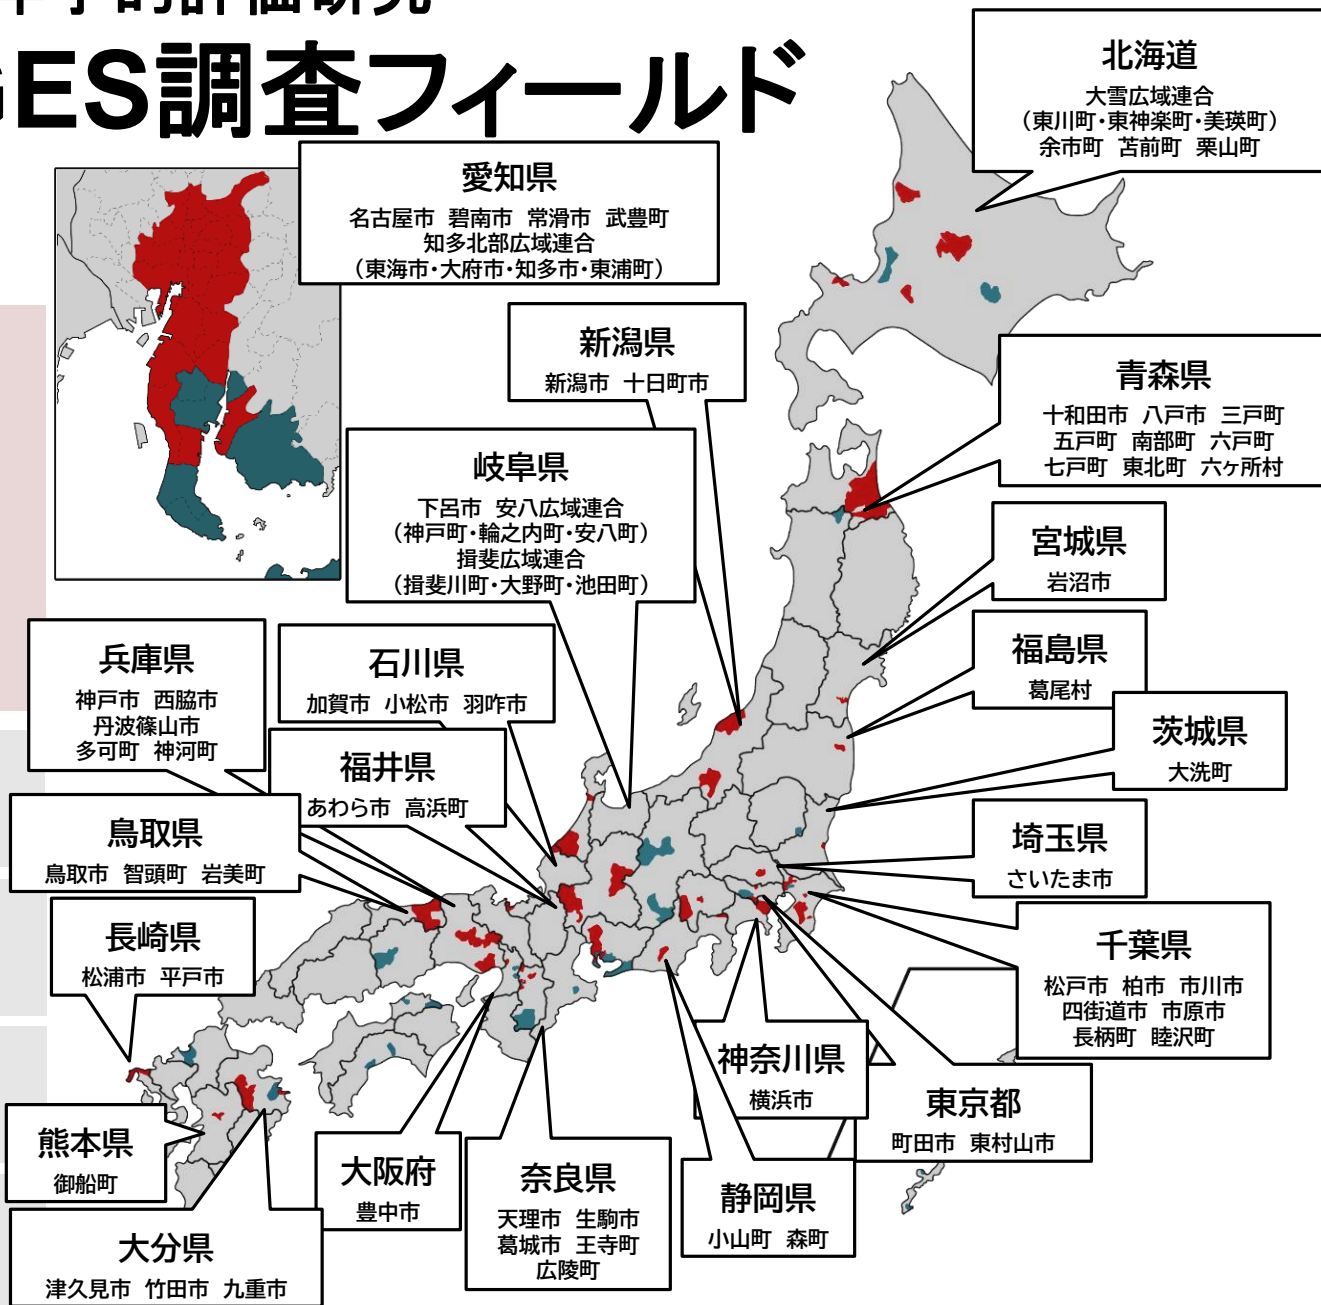 GES調査フィールド
北海道
大雪広域連合
（東川町・東神楽町・美瑛町）
余市町 苫前町 栗山町
愛知県
名古屋市 碧南市 常滑市 武豊町
知多北部広域連合
（東海市・大府市・知多市・東浦町）
新潟県
新潟市 十日町市
青森県
十和田市 八戸市 三戸町
五戸町 南部町 六戸町
七戸町 東北町 六ヶ所村
岐阜県
下呂市 安八広域連合
（神戸町・輪之内町・安八町）
揖斐広域連合
（揖斐川町・大野町・池田町）
宮城県
岩沼市
福島県
葛尾村
兵庫県
神戸市 西脇市
丹波篠山市
多可町 神河町
石川県
加賀市 小松市 羽咋市
茨城県
大洗町
福井県
あわら市 高浜町
鳥取県
鳥取市 智頭町 岩美町
埼玉県
さいたま市
長崎県
松浦市 平戸市
千葉県
松戸市 柏市 市川市
四街道市 市原市
長柄町 睦沢町
神奈川県
横浜市
東京都
町田市 東村山市
熊本県
御船町
大阪府
豊中市
奈良県
天理市 生駒市
葛城市 王寺町
広陵町
静岡県
小山町 森町
大分県
津久見市 竹田市 九重市